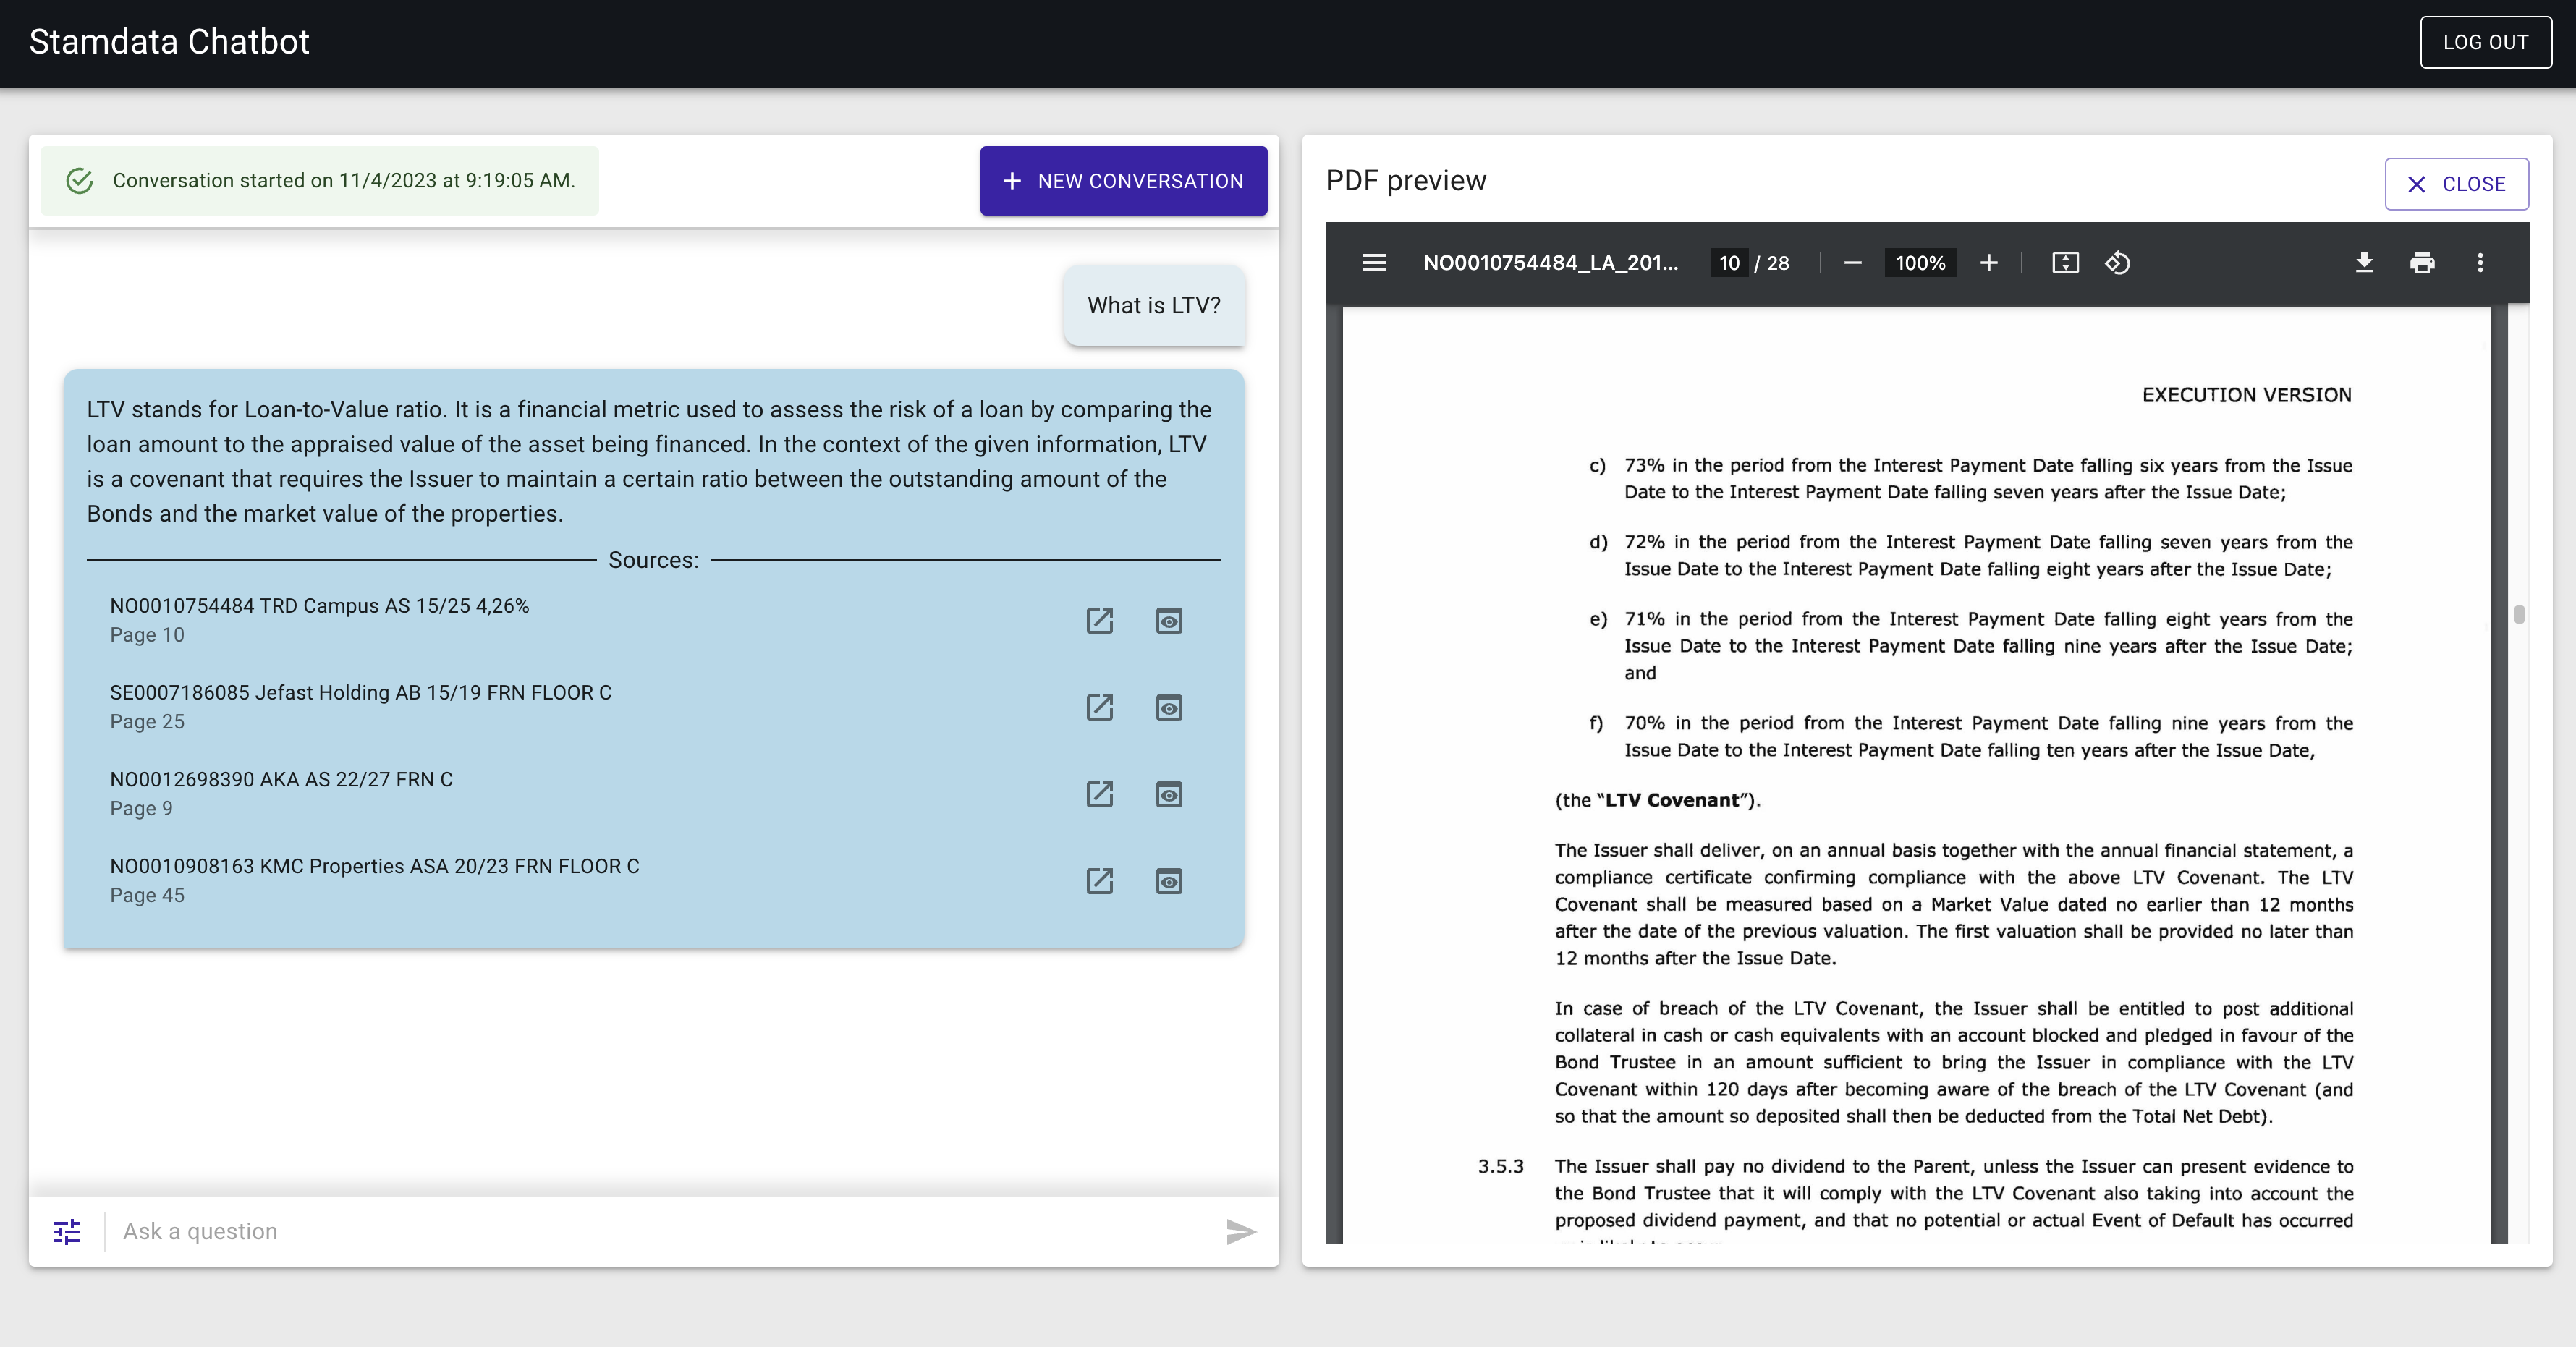 Stamdata Chatbot
LOG OUT
Conversation started on 11/4/2023 at 9:19:05 AM.
NEW CONVERSATION
What is LTV?
LTV stands for Loan-to-Value ratio. It is a financial metric used to assess the risk of a loan by comparing the
loan amount to the appraised value of the asset being financed. In the context of the given information, LTV
is a covenant that requires the Issuer to maintain a certain ratio between the outstanding amount of the
Bonds and the market value of the properties.
Sources:
NO0010754484 TRD Campus AS 15/25 4,26%
Page 10
SE0007186085 Jefast Holding AB 15/19 FRN FLOOR C
Page 25
NO0012698390 AKA AS 22/27 FRN C
Page 9
NO0010908163 KMC Properties ASA 20/23 FRN FLOOR C
Page 45
Ask a question
PDF preview
CLOSE
NO0010754484_LA_201... 10 / 28 100%
EXECUTION VERSION
c) 73% in the period from the Interest Payment Date falling six years from the Issue
Date to the Interest Payment Date falling seven years after the Issue Date;
d) 72% in the period from the Interest Payment Date falling seven years from the
Issue Date to the Interest Payment Date falling eight years after the Issue Date;
e) 71% in the period from the Interest Payment Date falling eight years from the
Issue Date to the Interest Payment Date falling nine years after the Issue Date;
and
f) 70% in the period from the Interest Payment Date falling nine years from the
Issue Date to the Interest Payment Date falling ten years after the Issue Date,
(the “LTV Covenant”).
The Issuer shall deliver, on an annual basis together with the annual financial statement, a
compliance certificate confirming compliance with the above LTV Covenant. The LTV
Covenant shall be measured based on a Market Value dated no earlier than 12 months
after the date of the previous valuation. The first valuation shall be provided no later than
12 months after the Issue Date.
In case of breach of the LTV Covenant, the Issuer shall be entitled to post additional
collateral in cash or cash equivalents with an account blocked and pledged in favour of the
Bond Trustee in an amount sufficient to bring the Issuer in compliance with the LTV
Covenant within 120 days after becoming aware of the breach of the LTV Covenant (and
so that the amount so deposited shall then be deducted from the Total Net Debt).
3.5.3 The Issuer shall pay no dividend to the Parent, unless the Issuer can present evidence to
the Bond Trustee that it will comply with the LTV Covenant also taking into account the
proposed dividend payment, and that no potential or actual Event of Default has occurred